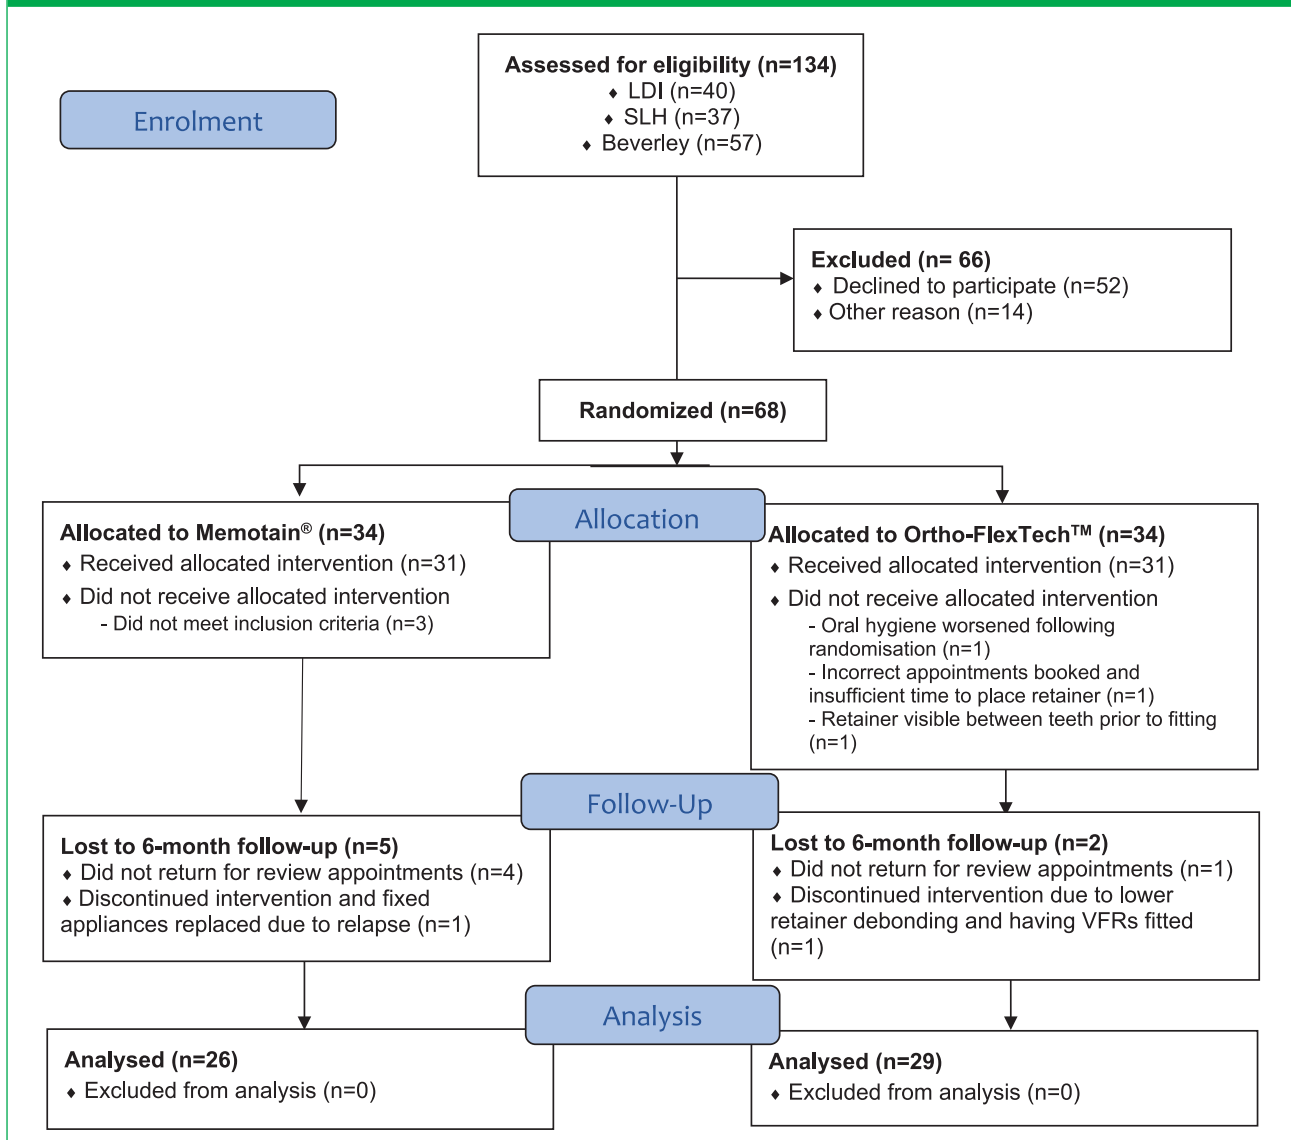 Assessed for eligibility (n=134)
♦ LDI (n=40)
♦ SLH (n=37)
♦ Beverley (n=57)
Enrolment
Excluded (n= 66)
♦ Declined to participate (n=52)
♦ Other reason (n=14)
Randomized (n=68)
Allocation
Allocated to Memotain® (n=34)
♦ Received allocated intervention (n=31)
♦ Did not receive allocated intervention
- Did not meet inclusion criteria (n=3)
Allocated to Ortho-FlexTech™ (n=34)
♦ Received allocated intervention (n=31)
♦ Did not receive allocated intervention
- Oral hygiene worsened following
randomisation (n=1)
- Incorrect appointments booked and
insufficient time to place retainer (n=1)
- Retainer visible between teeth prior to fitting
(n=1)
Follow-Up
Lost to 6-month follow-up (n=5)
♦ Did not return for review appointments (n=4)
♦ Discontinued intervention and fixed
appliances replaced due to relapse (n=1)
Lost to 6-month follow-up (n=2)
♦ Did not return for review appointments (n=1)
♦ Discontinued intervention due to lower
retainer debonding and having VFRs fitted
(n=1)
Analysis
Analysed (n=26)
♦ Excluded from analysis (n=0)
Analysed (n=29)
♦ Excluded from analysis (n=0)